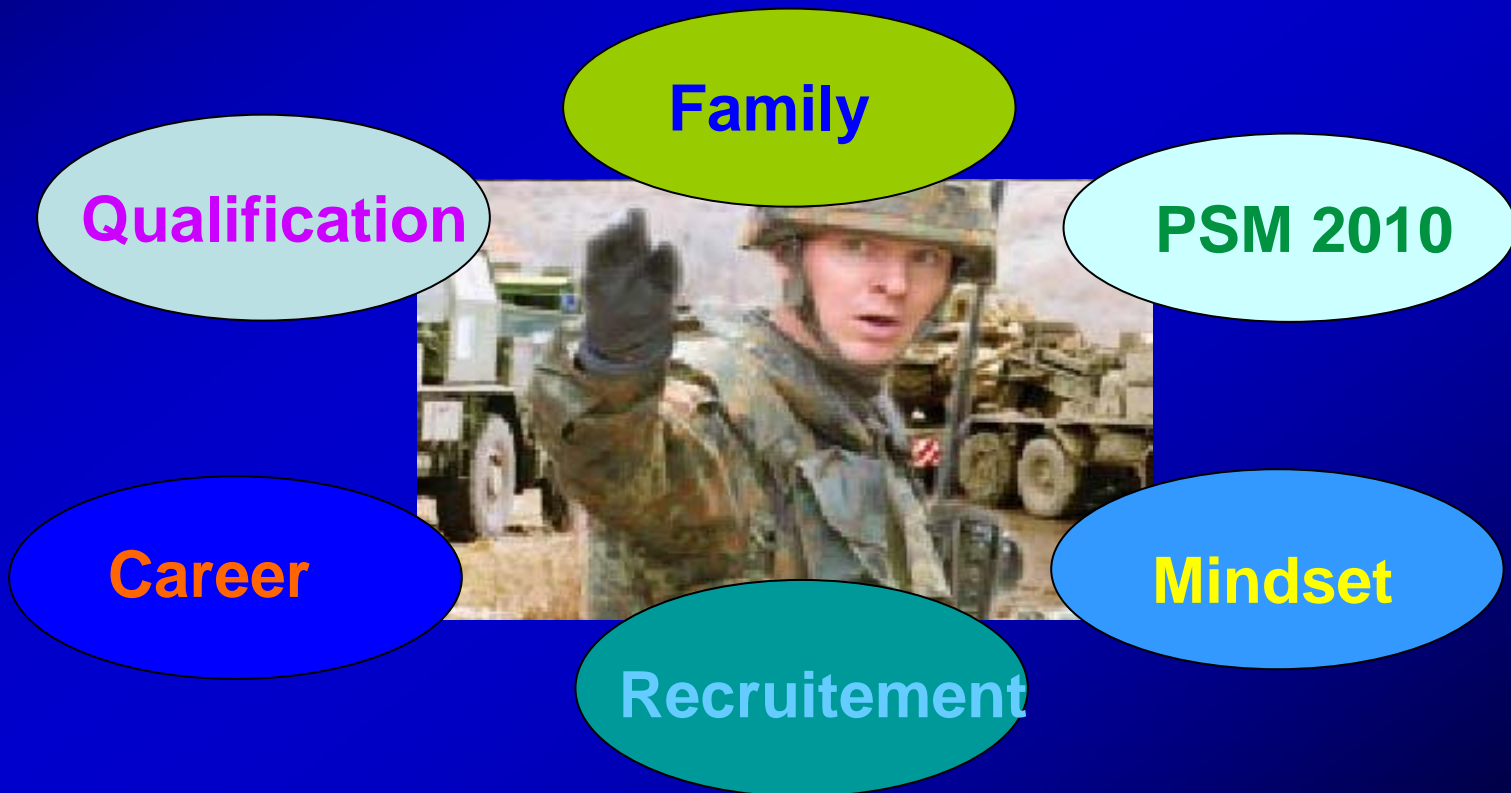 Family
Qualification
PSM 2010
Career
Mindset
Recruitement